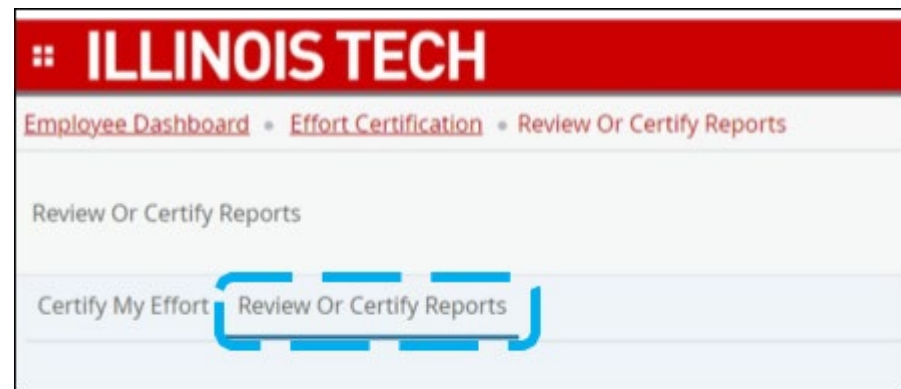 ILLINOIS TECH
Employee Dashboard • Effort Certification • Review Or Certify Reports
Review Or Certify Reports
Certify My Effort Review Or Certify Reports